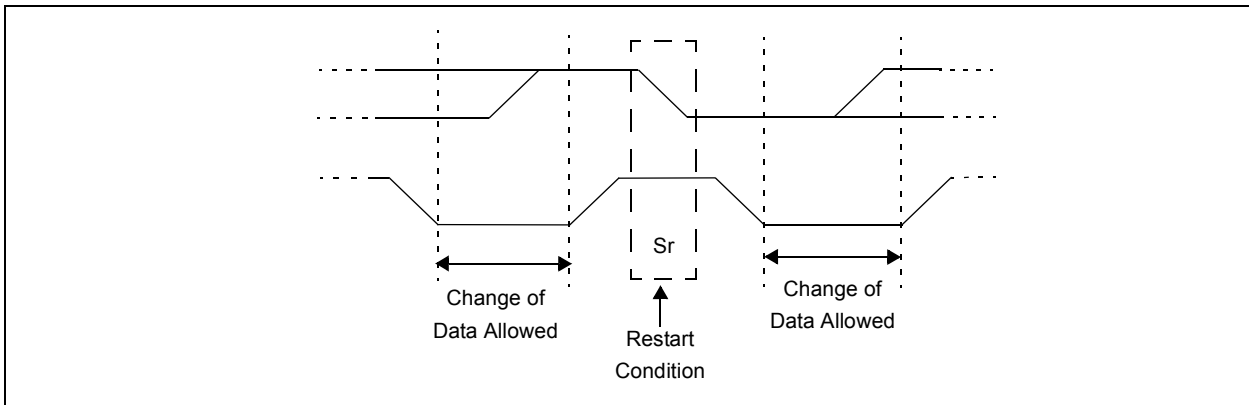 Sr
Change of
Data Allowed
Restart
Condition
Change of
Data Allowed